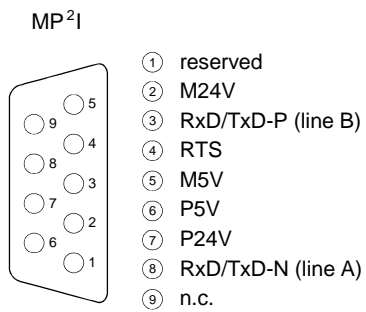 MP²I
5
9
4
8
3
7
2
6
1
① reserved
② M24V
③ RxD/TxD-P (line B)
④ RTS
⑤ M5V
⑥ P5V
⑦ P24V
⑧ RxD/TxD-N (line A)
⑨ n.c.